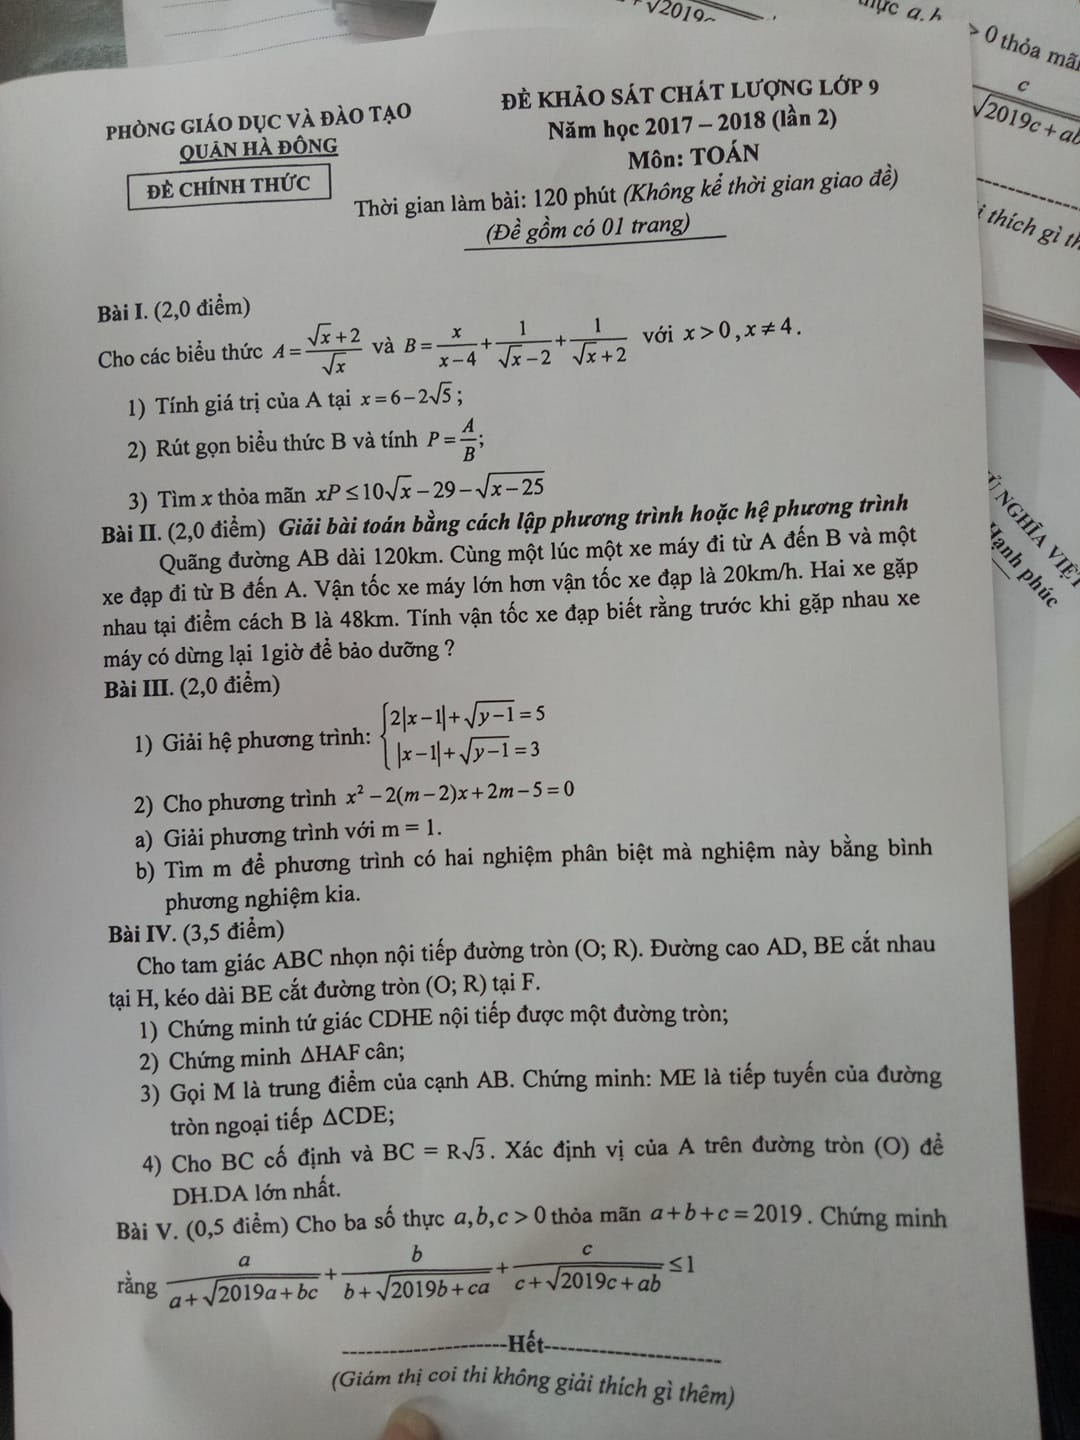 √2019c
thực a, b
> 0 thỏa mãn
c
√2019c + ab
i thích gì th
Ủ NGHĨA VIỆT
Hạnh phúc
PHÒNG GIÁO DỤC VÀ ĐÀO TẠO
QUẬN HÀ ĐÔNG
ĐỀ CHÍNH THỨC
ĐỀ KHẢO SÁT CHẤT LƯỢNG LỚP 9
Năm học 2017 – 2018 (lần 2)
Môn: TOÁN
Thời gian làm bài: 120 phút (Không kể thời gian giao đề)
(Đề gồm có 01 trang)
Bài I. (2,0 điểm)
Cho các biểu thức A = (√x + 2)/√x và B = x/(x − 4) + 1/(√x − 2) + 1/(√x + 2) với x > 0, x ≠ 4.
1) Tính giá trị của A tại x = 6 − 2√5;
2) Rút gọn biểu thức B và tính P = A/B;
3) Tìm x thỏa mãn xP ≤ 10√x − 29 − √(x − 25)
Bài II. (2,0 điểm) Giải bài toán bằng cách lập phương trình hoặc hệ phương trình
Quãng đường AB dài 120km. Cùng một lúc một xe máy đi từ A đến B và một
xe đạp đi từ B đến A. Vận tốc xe máy lớn hơn vận tốc xe đạp là 20km/h. Hai xe gặp
nhau tại điểm cách B là 48km. Tính vận tốc xe đạp biết rằng trước khi gặp nhau xe
máy có dừng lại 1giờ để bảo dưỡng ?
Bài III. (2,0 điểm)
1) Giải hệ phương trình: { 2|x − 1| + √(y − 1) = 5
|x − 1| + √(y − 1) = 3
2) Cho phương trình x² − 2(m − 2)x + 2m − 5 = 0
a) Giải phương trình với m = 1.
b) Tìm m để phương trình có hai nghiệm phân biệt mà nghiệm này bằng bình
phương nghiệm kia.
Bài IV. (3,5 điểm)
Cho tam giác ABC nhọn nội tiếp đường tròn (O; R). Đường cao AD, BE cắt nhau
tại H, kéo dài BE cắt đường tròn (O; R) tại F.
1) Chứng minh tứ giác CDHE nội tiếp được một đường tròn;
2) Chứng minh ΔHAF cân;
3) Gọi M là trung điểm của cạnh AB. Chứng minh: ME là tiếp tuyến của đường
tròn ngoại tiếp ΔCDE;
4) Cho BC cố định và BC = R√3. Xác định vị của A trên đường tròn (O) để
DH.DA lớn nhất.
Bài V. (0,5 điểm) Cho ba số thực a, b, c > 0 thỏa mãn a + b + c = 2019. Chứng minh
rằng a/(a + √(2019a + bc)) + b/(b + √(2019b + ca)) + c/(c + √(2019c + ab)) ≤ 1
--------------------Hết--------------------
(Giám thị coi thi không giải thích gì thêm)